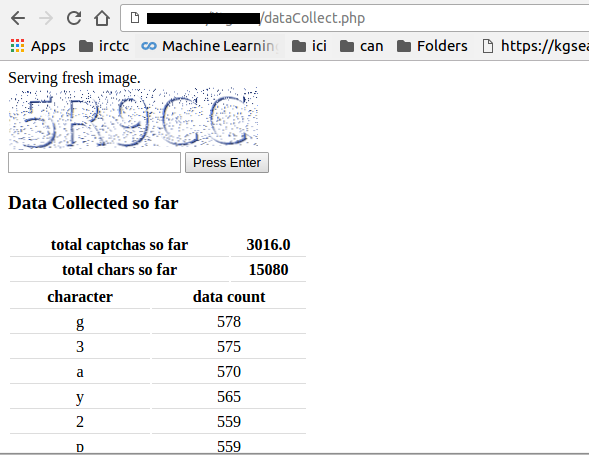 /dataCollect.php
Apps irctc Machine Learnin ici can Folders https://kgsea
Serving fresh image.
5R9CC
Press Enter
Data Collected so far
total captchas so far 3016.0
total chars so far 15080
character data count
g 578
3 575
a 570
y 565
2 559
p 559